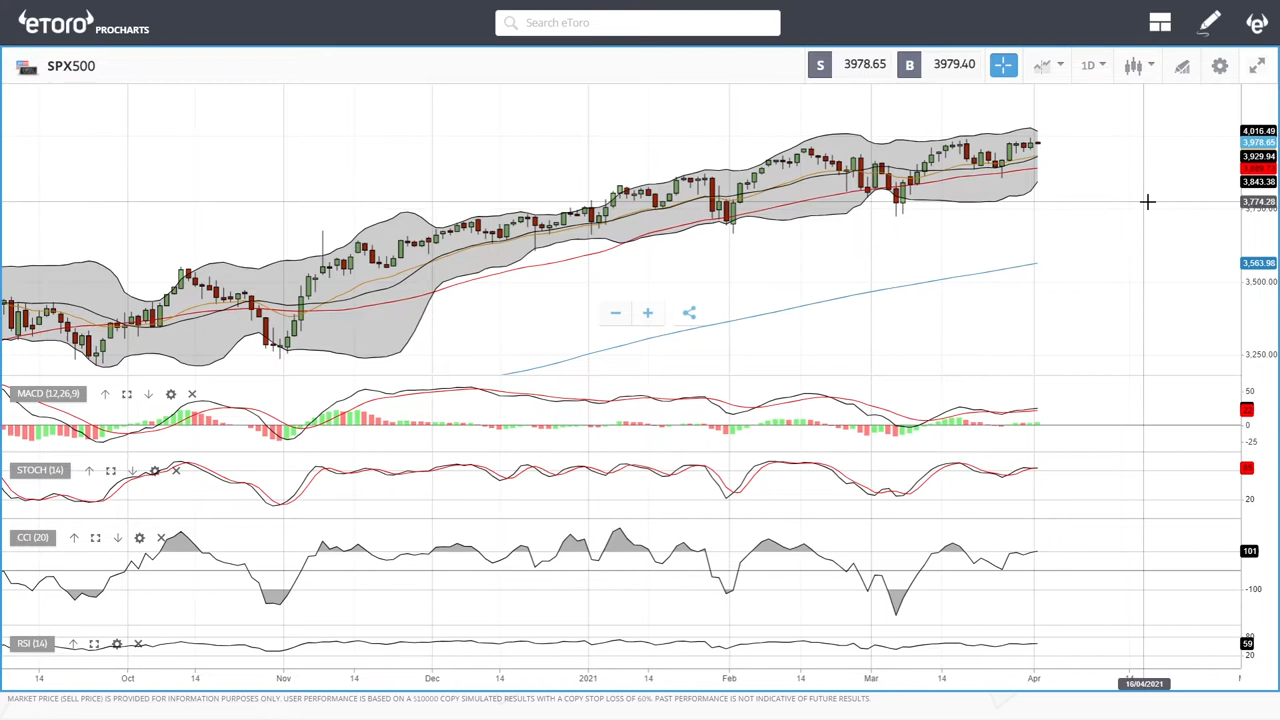 eToro PROCHARTS
Search eToro
SPX500
S 3978.65 B 3979.40
1D
4,016.49
3,978.65
3,929.94
3,843.38
3,774.28
3,563.98
3,500.00
3,250.00
MACD (12,26,9)
50
22
0
-25
STOCH (14)
85
20
CCI (20)
101
-100
RSI (14)
80
59
20
14 Oct 14 Nov 14 Dec 14 2021 14 Feb 14 Mar 14 Apr
16/04/2021
MARKET PRICE (SELL PRICE) IS PROVIDED FOR INFORMATION PURPOSES ONLY. USER PERFORMANCE IS BASED ON A $10000 COPY SIMULATED RESULTS WITH A COPY STOP LOSS OF 60%. PAST PERFORMANCE IS NOT INDICATIVE OF FUTURE RESULTS.